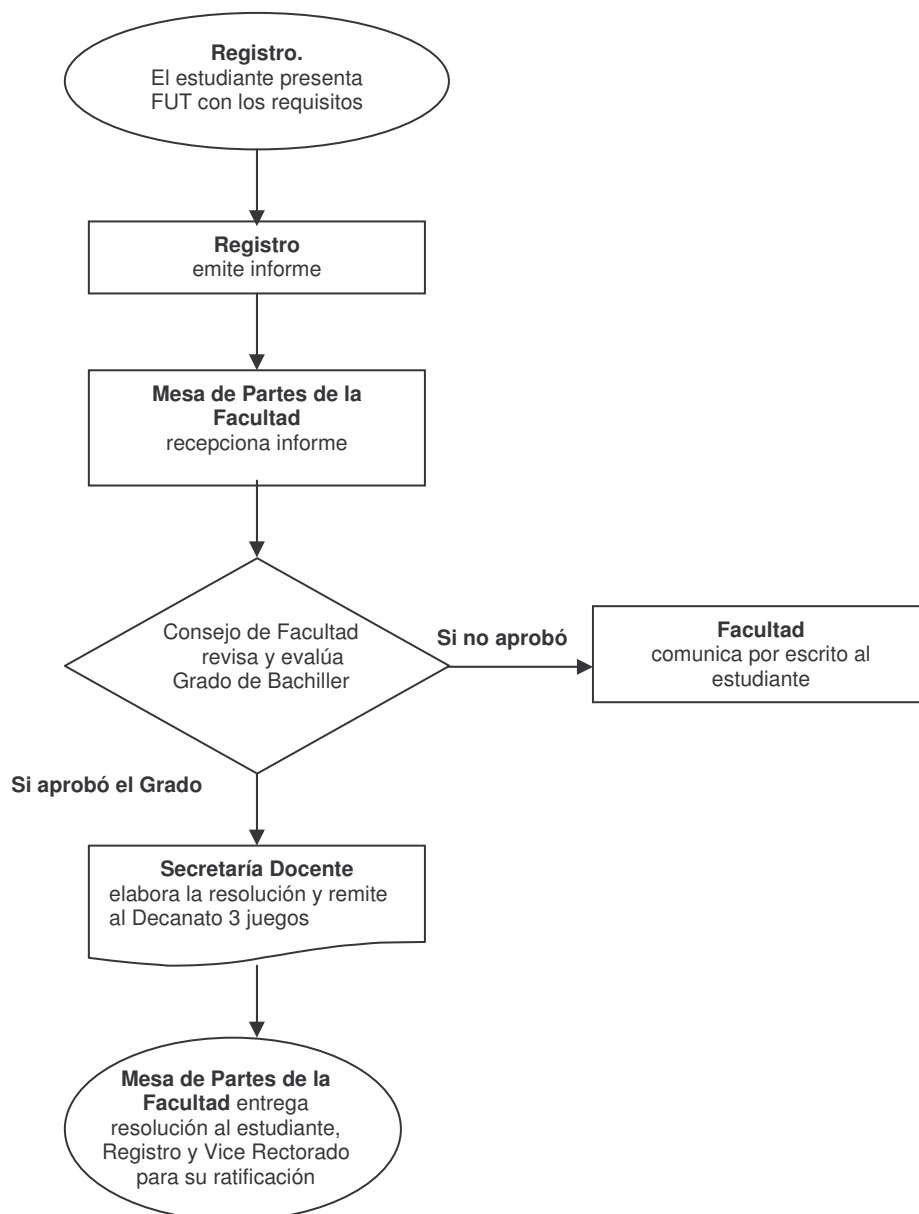 Registro.
El estudiante presenta
FUT con los requisitos
Registro
emite informe
Mesa de Partes de la
Facultad
recepciona informe
Consejo de Facultad
revisa y evalúa
Grado de Bachiller
Si no aprobó
Facultad
comunica por escrito al
estudiante
Si aprobó el Grado
Secretaría Docente
elabora la resolución y remite
al Decanato 3 juegos
Mesa de Partes de la
Facultad entrega
resolución al estudiante,
Registro y Vice Rectorado
para su ratificación